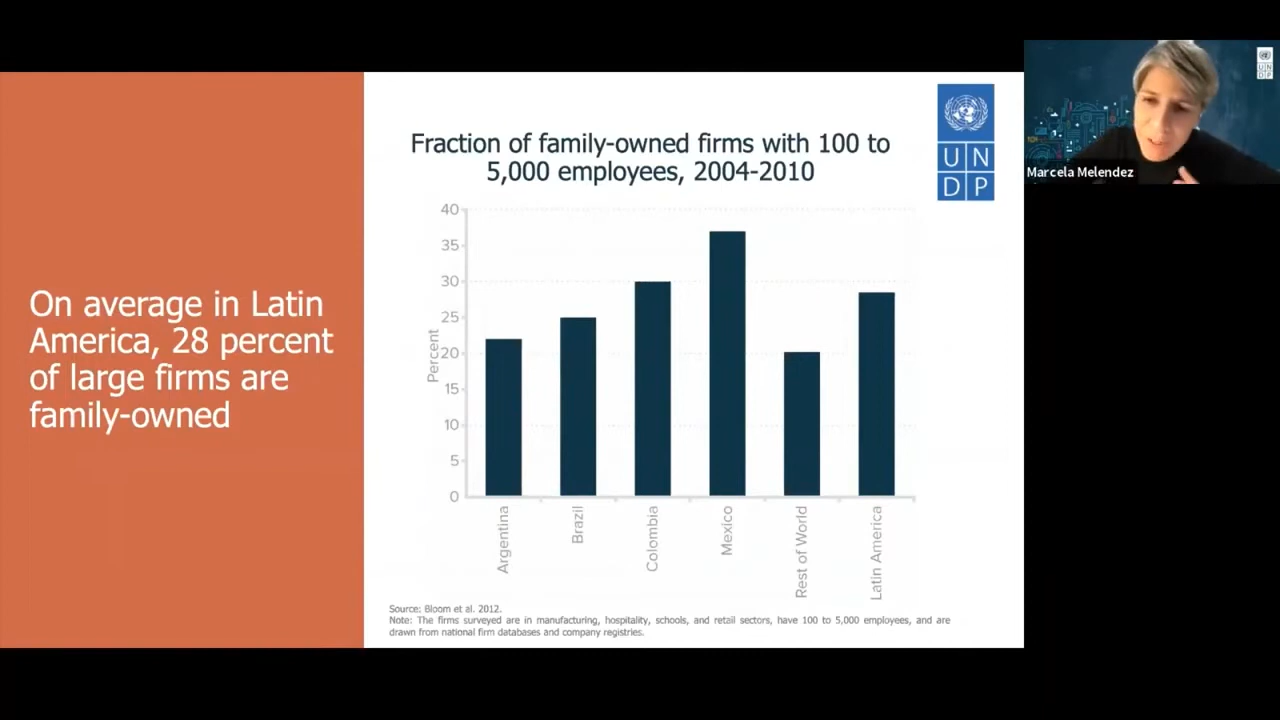 On average in Latin
America, 28 percent
of large firms are
family-owned
Fraction of family-owned firms with 100 to
5,000 employees, 2004-2010
U N
D P
Percent
40
35
30
25
20
15
10
5
0
Argentina
Brazil
Colombia
Mexico
Rest of World
Latin America
Source: Bloom et al. 2012.
Note: The firms surveyed are in manufacturing, hospitality, schools, and retail sectors, have 100 to 5,000 employees, and are
drawn from national firm databases and company registries.
Marcela Melendez
U N
D P